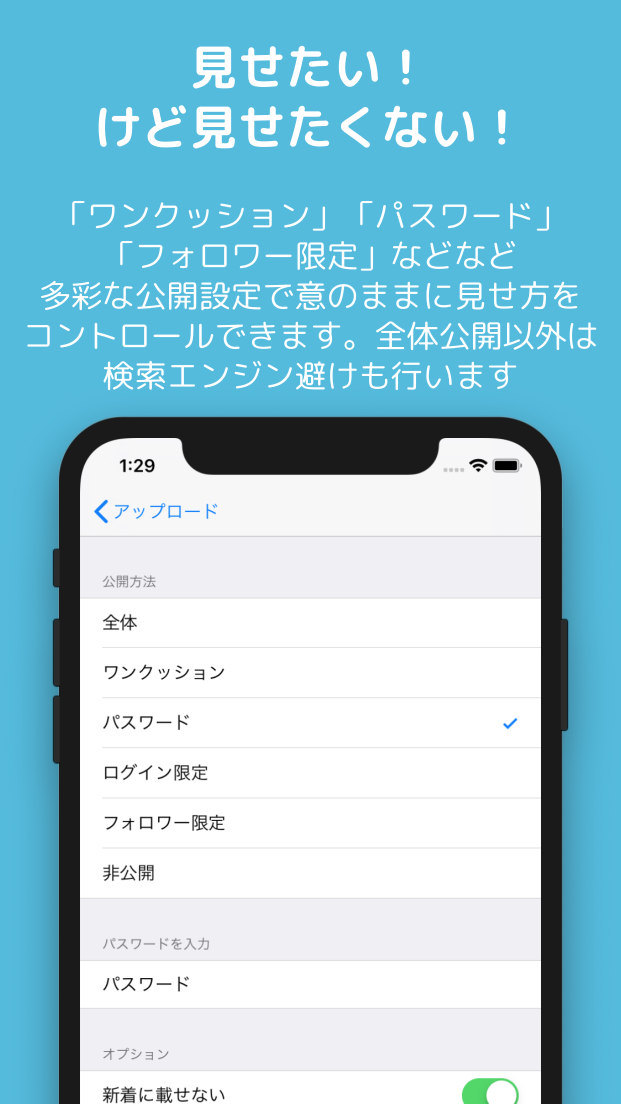 見せたい！
けど見せたくない！
「ワンクッション」「パスワード」
「フォロワー限定」などなど
多彩な公開設定で意のままに見せ方を
コントロールできます。全体公開以外は
検索エンジン避けも行います
1:29
アップロード
公開方法
全体
ワンクッション
パスワード
ログイン限定
フォロワー限定
非公開
パスワードを入力
パスワード
オプション
新着に載せない